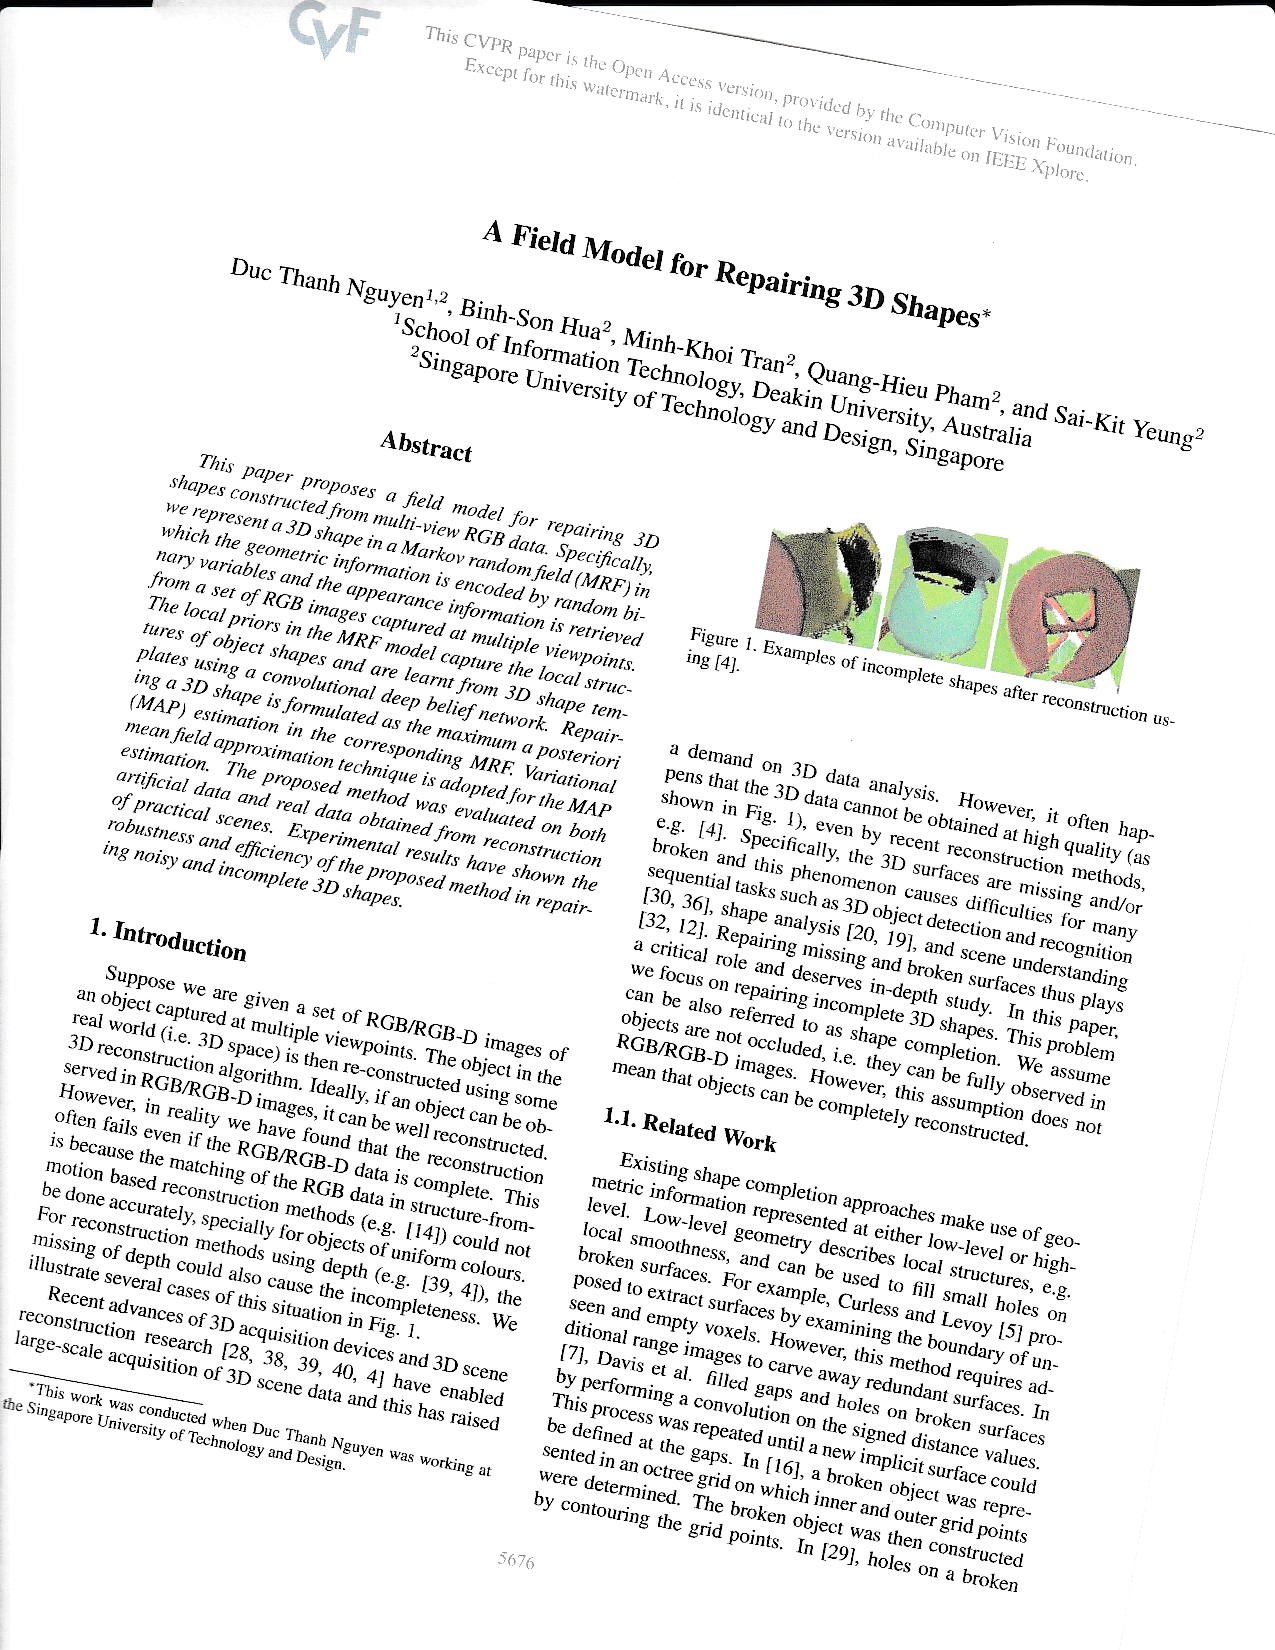 CVF
This CVPR paper is the Open Access version, provided by the Computer Vision Foundation.
Except for this watermark, it is identical to the version available on IEEE Xplore.
A Field Model for Repairing 3D Shapes*
Duc Thanh Nguyen1,2, Binh-Son Hua2, Minh-Khoi Tran2, Quang-Hieu Pham2, and Sai-Kit Yeung2
1School of Information Technology, Deakin University, Australia
2Singapore University of Technology and Design, Singapore
Abstract
This paper proposes a field model for repairing 3D
shapes constructed from multi-view RGB data. Specifically,
we represent a 3D shape in a Markov random field (MRF) in
which the geometric information is encoded by random bi-
nary variables and the appearance information is retrieved
from a set of RGB images captured at multiple viewpoints.
The local priors in the MRF model capture the local struc-
tures of object shapes and are learnt from 3D shape tem-
plates using a convolutional deep belief network. Repair-
ing a 3D shape is formulated as the maximum a posteriori
(MAP) estimation in the corresponding MRF. Variational
mean field approximation technique is adopted for the MAP
estimation. The proposed method was evaluated on both
artificial data and real data obtained from reconstruction
of practical scenes. Experimental results have shown the
robustness and efficiency of the proposed method in repair-
ing noisy and incomplete 3D shapes.
1. Introduction
Suppose we are given a set of RGB/RGB-D images of
an object captured at multiple viewpoints. The object in the
real world (i.e. 3D space) is then re-constructed using some
3D reconstruction algorithm. Ideally, if an object can be ob-
served in RGB/RGB-D images, it can be well reconstructed.
However, in reality we have found that the reconstruction
often fails even if the RGB/RGB-D data is complete. This
is because the matching of the RGB data in structure-from-
motion based reconstruction methods (e.g. [14]) could not
be done accurately, specially for objects of uniform colours.
For reconstruction methods using depth (e.g. [39, 4]), the
missing of depth could also cause the incompleteness. We
illustrate several cases of this situation in Fig. 1.
Recent advances of 3D acquisition devices and 3D scene
reconstruction research [28, 38, 39, 40, 4] have enabled
large-scale acquisition of 3D scene data and this has raised
*This work was conducted when Duc Thanh Nguyen was working at
the Singapore University of Technology and Design.
Figure 1. Examples of incomplete shapes after reconstruction us-
ing [4].
a demand on 3D data analysis. However, it often hap-
pens that the 3D data cannot be obtained at high quality (as
shown in Fig. 1), even by recent reconstruction methods,
e.g. [4]. Specifically, the 3D surfaces are missing and/or
broken and this phenomenon causes difficulties for many
sequential tasks such as 3D object detection and recognition
[30, 36], shape analysis [20, 19], and scene understanding
[32, 12]. Repairing missing and broken surfaces thus plays
a critical role and deserves in-depth study. In this paper,
we focus on repairing incomplete 3D shapes. This problem
can be also referred to as shape completion. We assume
objects are not occluded, i.e. they can be fully observed in
RGB/RGB-D images. However, this assumption does not
mean that objects can be completely reconstructed.
1.1. Related Work
Existing shape completion approaches make use of geo-
metric information represented at either low-level or high-
level. Low-level geometry describes local structures, e.g.
local smoothness, and can be used to fill small holes on
broken surfaces. For example, Curless and Levoy [5] pro-
posed to extract surfaces by examining the boundary of un-
seen and empty voxels. However, this method requires ad-
ditional range images to carve away redundant surfaces. In
[7], Davis et al. filled gaps and holes on broken surfaces
by performing a convolution on the signed distance values.
This process was repeated until a new implicit surface could
be defined at the gaps. In [16], a broken object was repre-
sented in an octree grid on which inner and outer grid points
were determined. The broken object was then constructed
by contouring the grid points. In [29], holes on a broken
5676